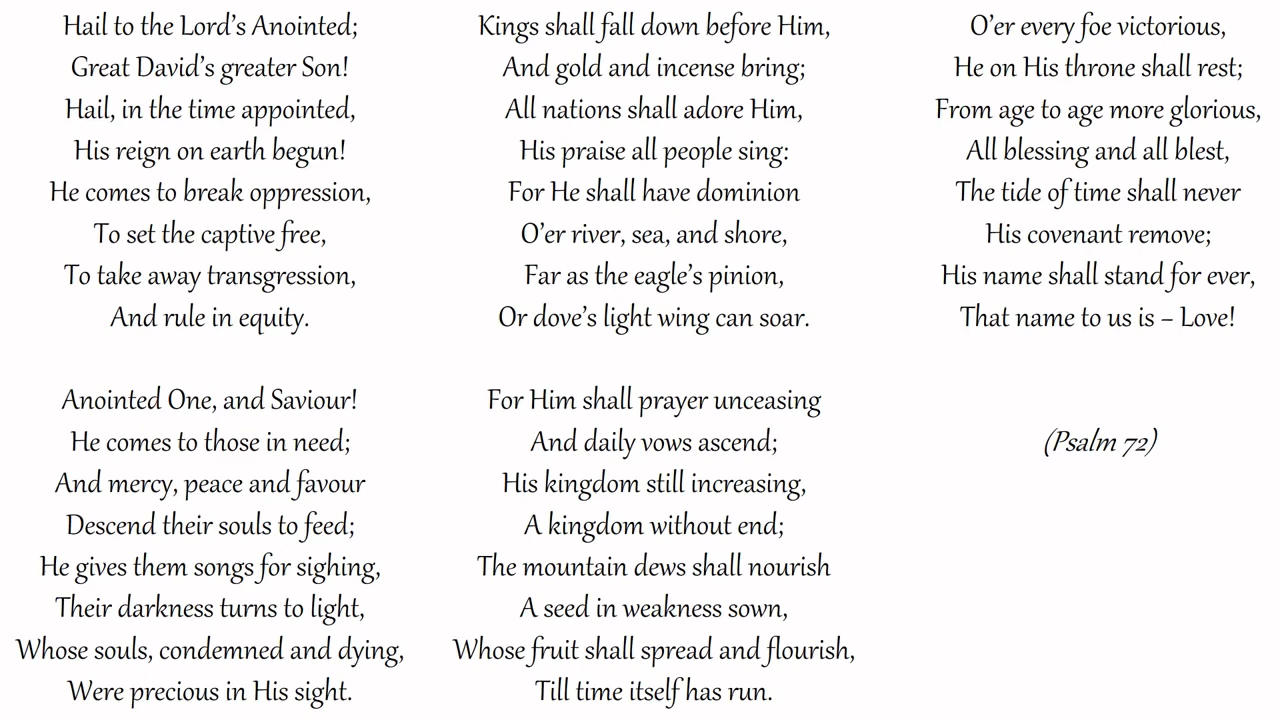 Hail to the Lord’s Anointed;
Great David’s greater Son!
Hail, in the time appointed,
His reign on earth begun!
He comes to break oppression,
To set the captive free,
To take away transgression,
And rule in equity.
Anointed One, and Saviour!
He comes to those in need;
And mercy, peace and favour
Descend their souls to feed;
He gives them songs for sighing,
Their darkness turns to light,
Whose souls, condemned and dying,
Were precious in His sight.
Kings shall fall down before Him,
And gold and incense bring;
All nations shall adore Him,
His praise all people sing:
For He shall have dominion
O’er river, sea, and shore,
Far as the eagle’s pinion,
Or dove’s light wing can soar.
For Him shall prayer unceasing
And daily vows ascend;
His kingdom still increasing,
A kingdom without end;
The mountain dews shall nourish
A seed in weakness sown,
Whose fruit shall spread and flourish,
Till time itself has run.
O’er every foe victorious,
He on His throne shall rest;
From age to age more glorious,
All blessing and all blest,
The tide of time shall never
His covenant remove;
His name shall stand for ever,
That name to us is – Love!
(Psalm 72)